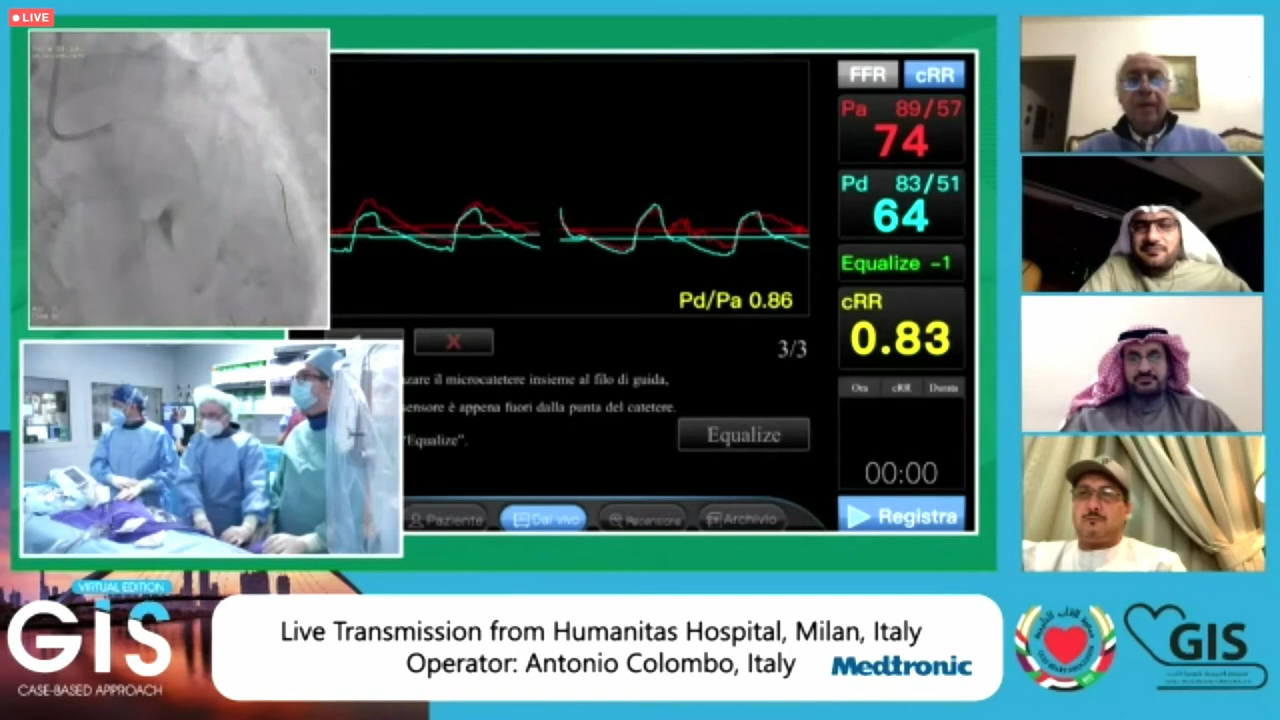 LIVE
FFR
cRR
Pa 89/57
74
Pd 83/51
64
Equalize -1
cRR
0.83
Pd/Pa 0.86
X
3/3
zare il microcatetere insieme al filo di guida,
sensore è appena fuori dalla punta del catetere.
"Equalize".
Equalize
Ora cRR Durata
00:00
Paziente
Dal vivo
Recensione
Archivio
Registra
VIRTUAL EDITION
GIS
CASE-BASED APPROACH
Live Transmission from Humanitas Hospital, Milan, Italy
Operator: Antonio Colombo, Italy
Medtronic
GIS